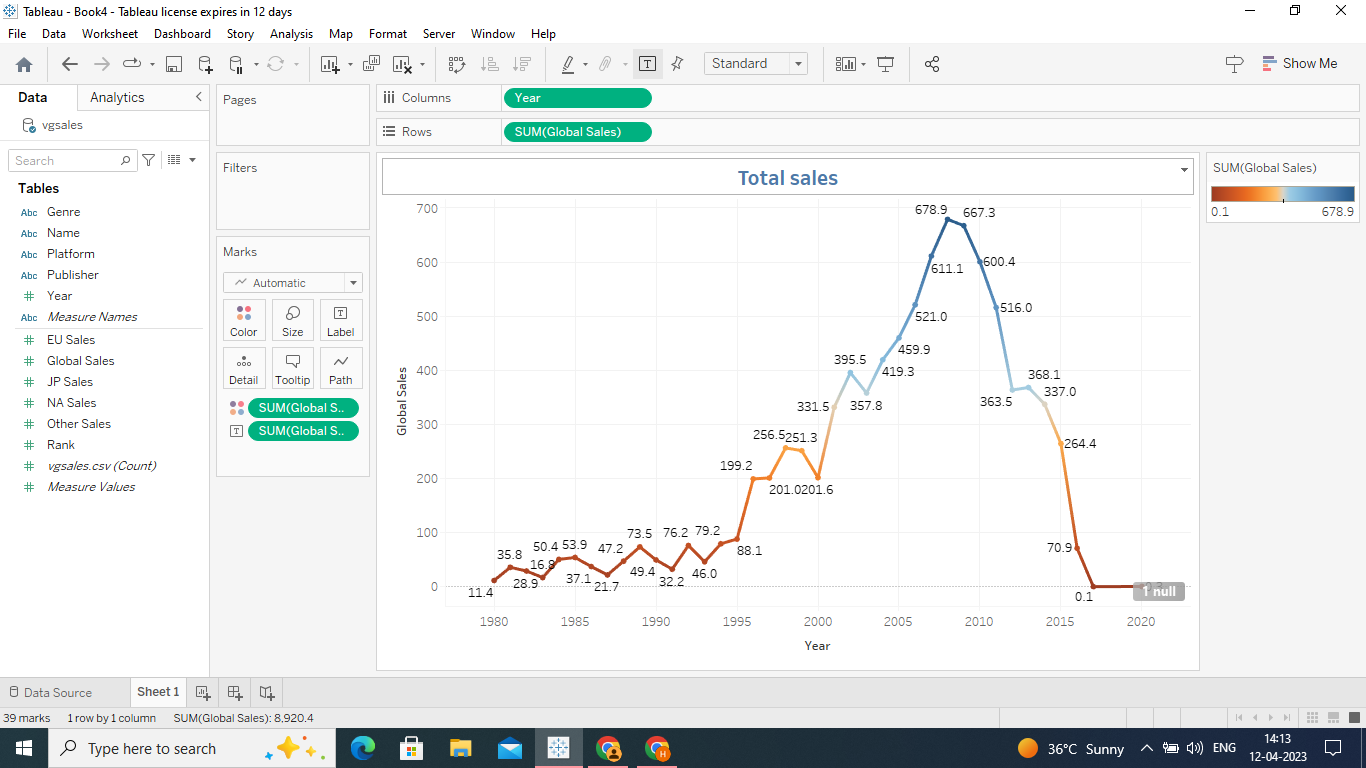 Tableau - Book4 - Tableau license expires in 12 days
File Data Worksheet Dashboard Story Analysis Map Format Server Window Help
Standard
Show Me
Data Analytics
vgsales
Search
Tables
Abc Genre
Abc Name
Abc Platform
Abc Publisher
Year
Abc Measure Names
EU Sales
Global Sales
JP Sales
NA Sales
Other Sales
Rank
vgsales.csv (Count)
Measure Values
Pages
Filters
Marks
Automatic
Color Size Label
Detail Tooltip Path
SUM(Global S..
SUM(Global S..
Columns Year
Rows SUM(Global Sales)
Total sales
Global Sales
700
600
500
400
300
200
100
0
678.9 667.3
611.1 600.4
521.0 516.0
459.9
395.5 419.3 368.1
357.8 363.5 337.0
331.5
256.5 251.3 264.4
199.2
201.0 201.6
73.5 76.2 79.2
50.4 53.9 47.2 88.1 70.9
35.8 16.8
49.4 46.0
28.9 37.1 32.2
11.4 21.7 0.1
1 null
1980 1985 1990 1995 2000 2005 2010 2015 2020
Year
SUM(Global Sales)
0.1 678.9
Data Source Sheet 1
39 marks 1 row by 1 column SUM(Global Sales): 8,920.4
Type here to search
36°C Sunny
ENG
14:13
12-04-2023